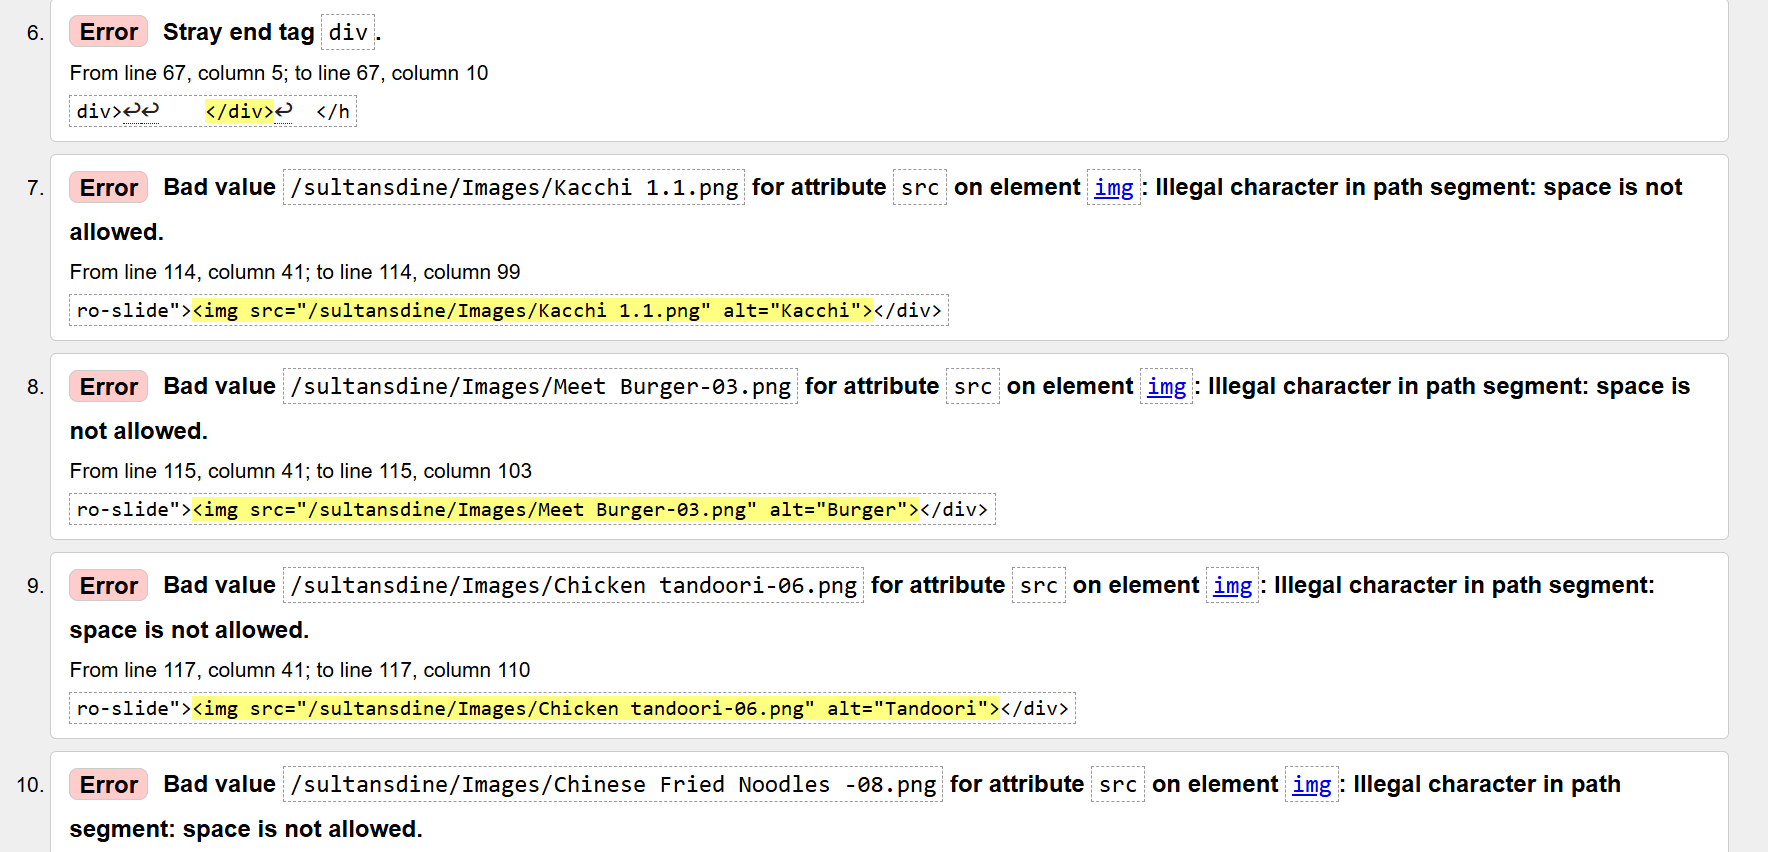 6. Error Stray end tag div.
From line 67, column 5; to line 67, column 10
div>↩↩    </div>↩  </h
7. Error Bad value /sultansdine/Images/Kacchi 1.1.png for attribute src on element img: Illegal character in path segment: space is not
allowed.
From line 114, column 41; to line 114, column 99
ro-slide"><img src="/sultansdine/Images/Kacchi 1.1.png" alt="Kacchi"></div>
8. Error Bad value /sultansdine/Images/Meet Burger-03.png for attribute src on element img: Illegal character in path segment: space is
not allowed.
From line 115, column 41; to line 115, column 103
ro-slide"><img src="/sultansdine/Images/Meet Burger-03.png" alt="Burger"></div>
9. Error Bad value /sultansdine/Images/Chicken tandoori-06.png for attribute src on element img: Illegal character in path segment:
space is not allowed.
From line 117, column 41; to line 117, column 110
ro-slide"><img src="/sultansdine/Images/Chicken tandoori-06.png" alt="Tandoori"></div>
10. Error Bad value /sultansdine/Images/Chinese Fried Noodles -08.png for attribute src on element img: Illegal character in path
segment: space is not allowed.